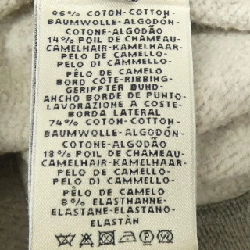 96% COTON-COTTON-
BAUMWOLLE-ALGODÓN-
COTONE-ALGODÃO
14% POIL DE CHAMEAU-
CAMELHAIR-KAMELHAAR-
PELO DE CAMELLO-
PELO DI CAMMELLO-
PÊLO DE CAMELO
BORD CÔTE-RIBBING-
GERIPPTER BUND-
ANCHO BORDE DE PUNTO-
LAVORAZIONE A COSTE-
BORDA LATERAL
74% COTON-COTTON-
BAUMWOLLE-ALGODÓN-
COTONE-ALGODÃO
18% POIL DE CHAMEAU-
CAMELHAIR-KAMELHAAR-
PELO DE CAMELLO-
PELO DI CAMMELLO-
PÊLO DE CAMELO
8% ELASTHANNE-
ELASTANE-ELASTANO-
ELASTAN